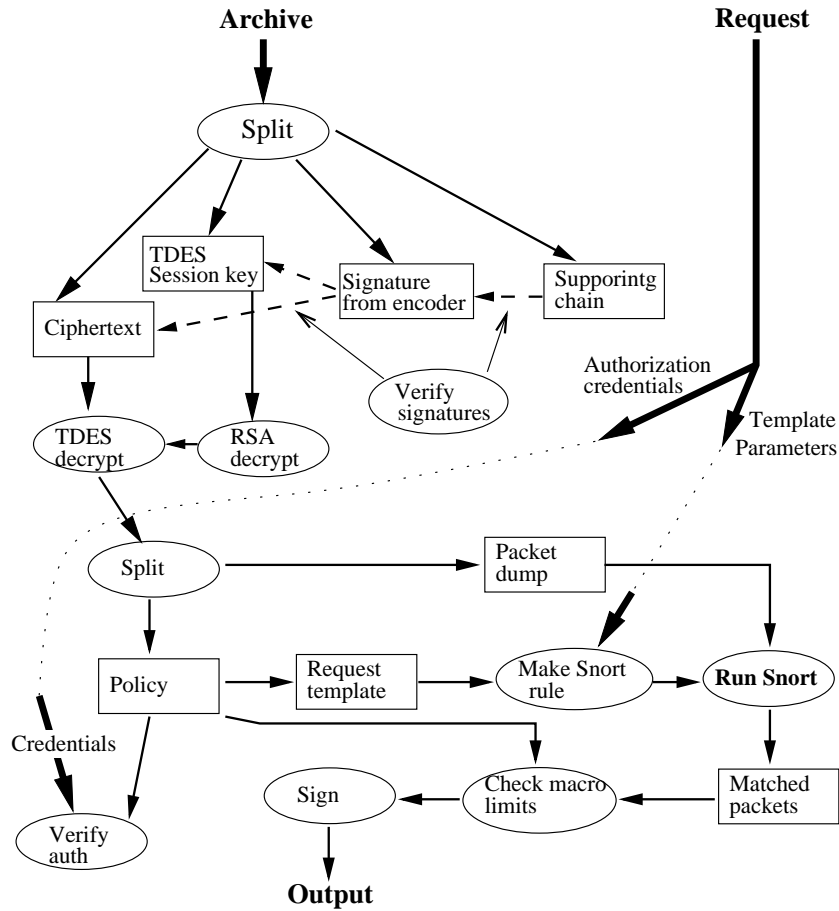 Archive
Request
Split
TDES
Session key
Signature
from encoder
Supporintg
chain
Ciphertext
Verify
signatures
Authorization
credentials
Template
Parameters
TDES
decrypt
RSA
decrypt
Split
Packet
dump
Policy
Request
template
Make Snort
rule
Run Snort
Credentials
Sign
Check macro
limits
Matched
packets
Verify
auth
Output